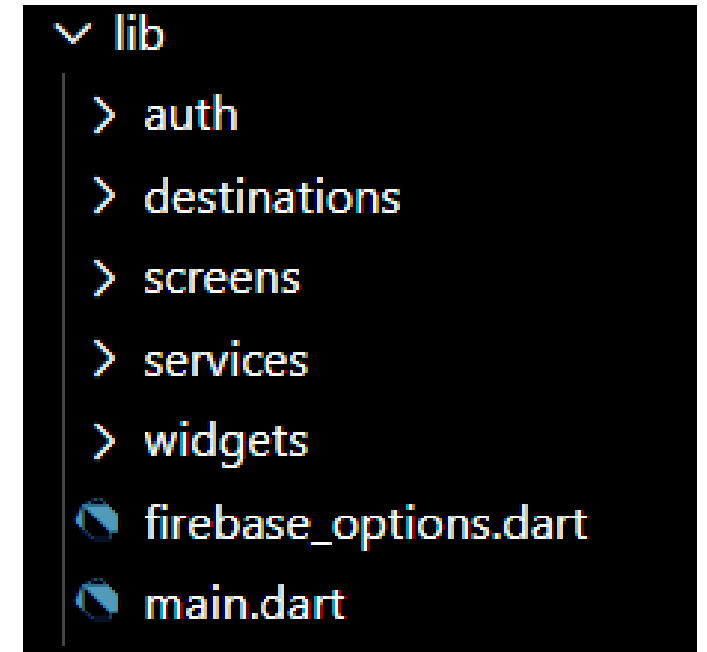 lib
auth
destinations
screens
services
widgets
firebase_options.dart
main.dart